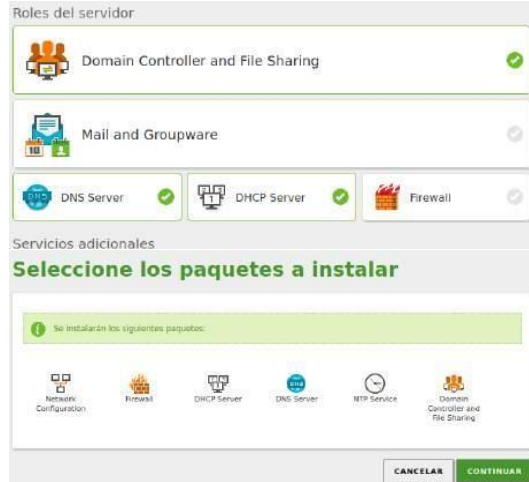 Roles del servidor
Domain Controller and File Sharing
Mail and Groupware
DNS Server
DHCP Server
Firewall
Servicios adicionales
Seleccione los paquetes a instalar
Se instalarán los siguientes paquetes:
Network
Configuration
Firewall
DHCP Server
DNS Server
NTP Service
Domain
Controller and
File Sharing
CANCELAR
CONTINUAR